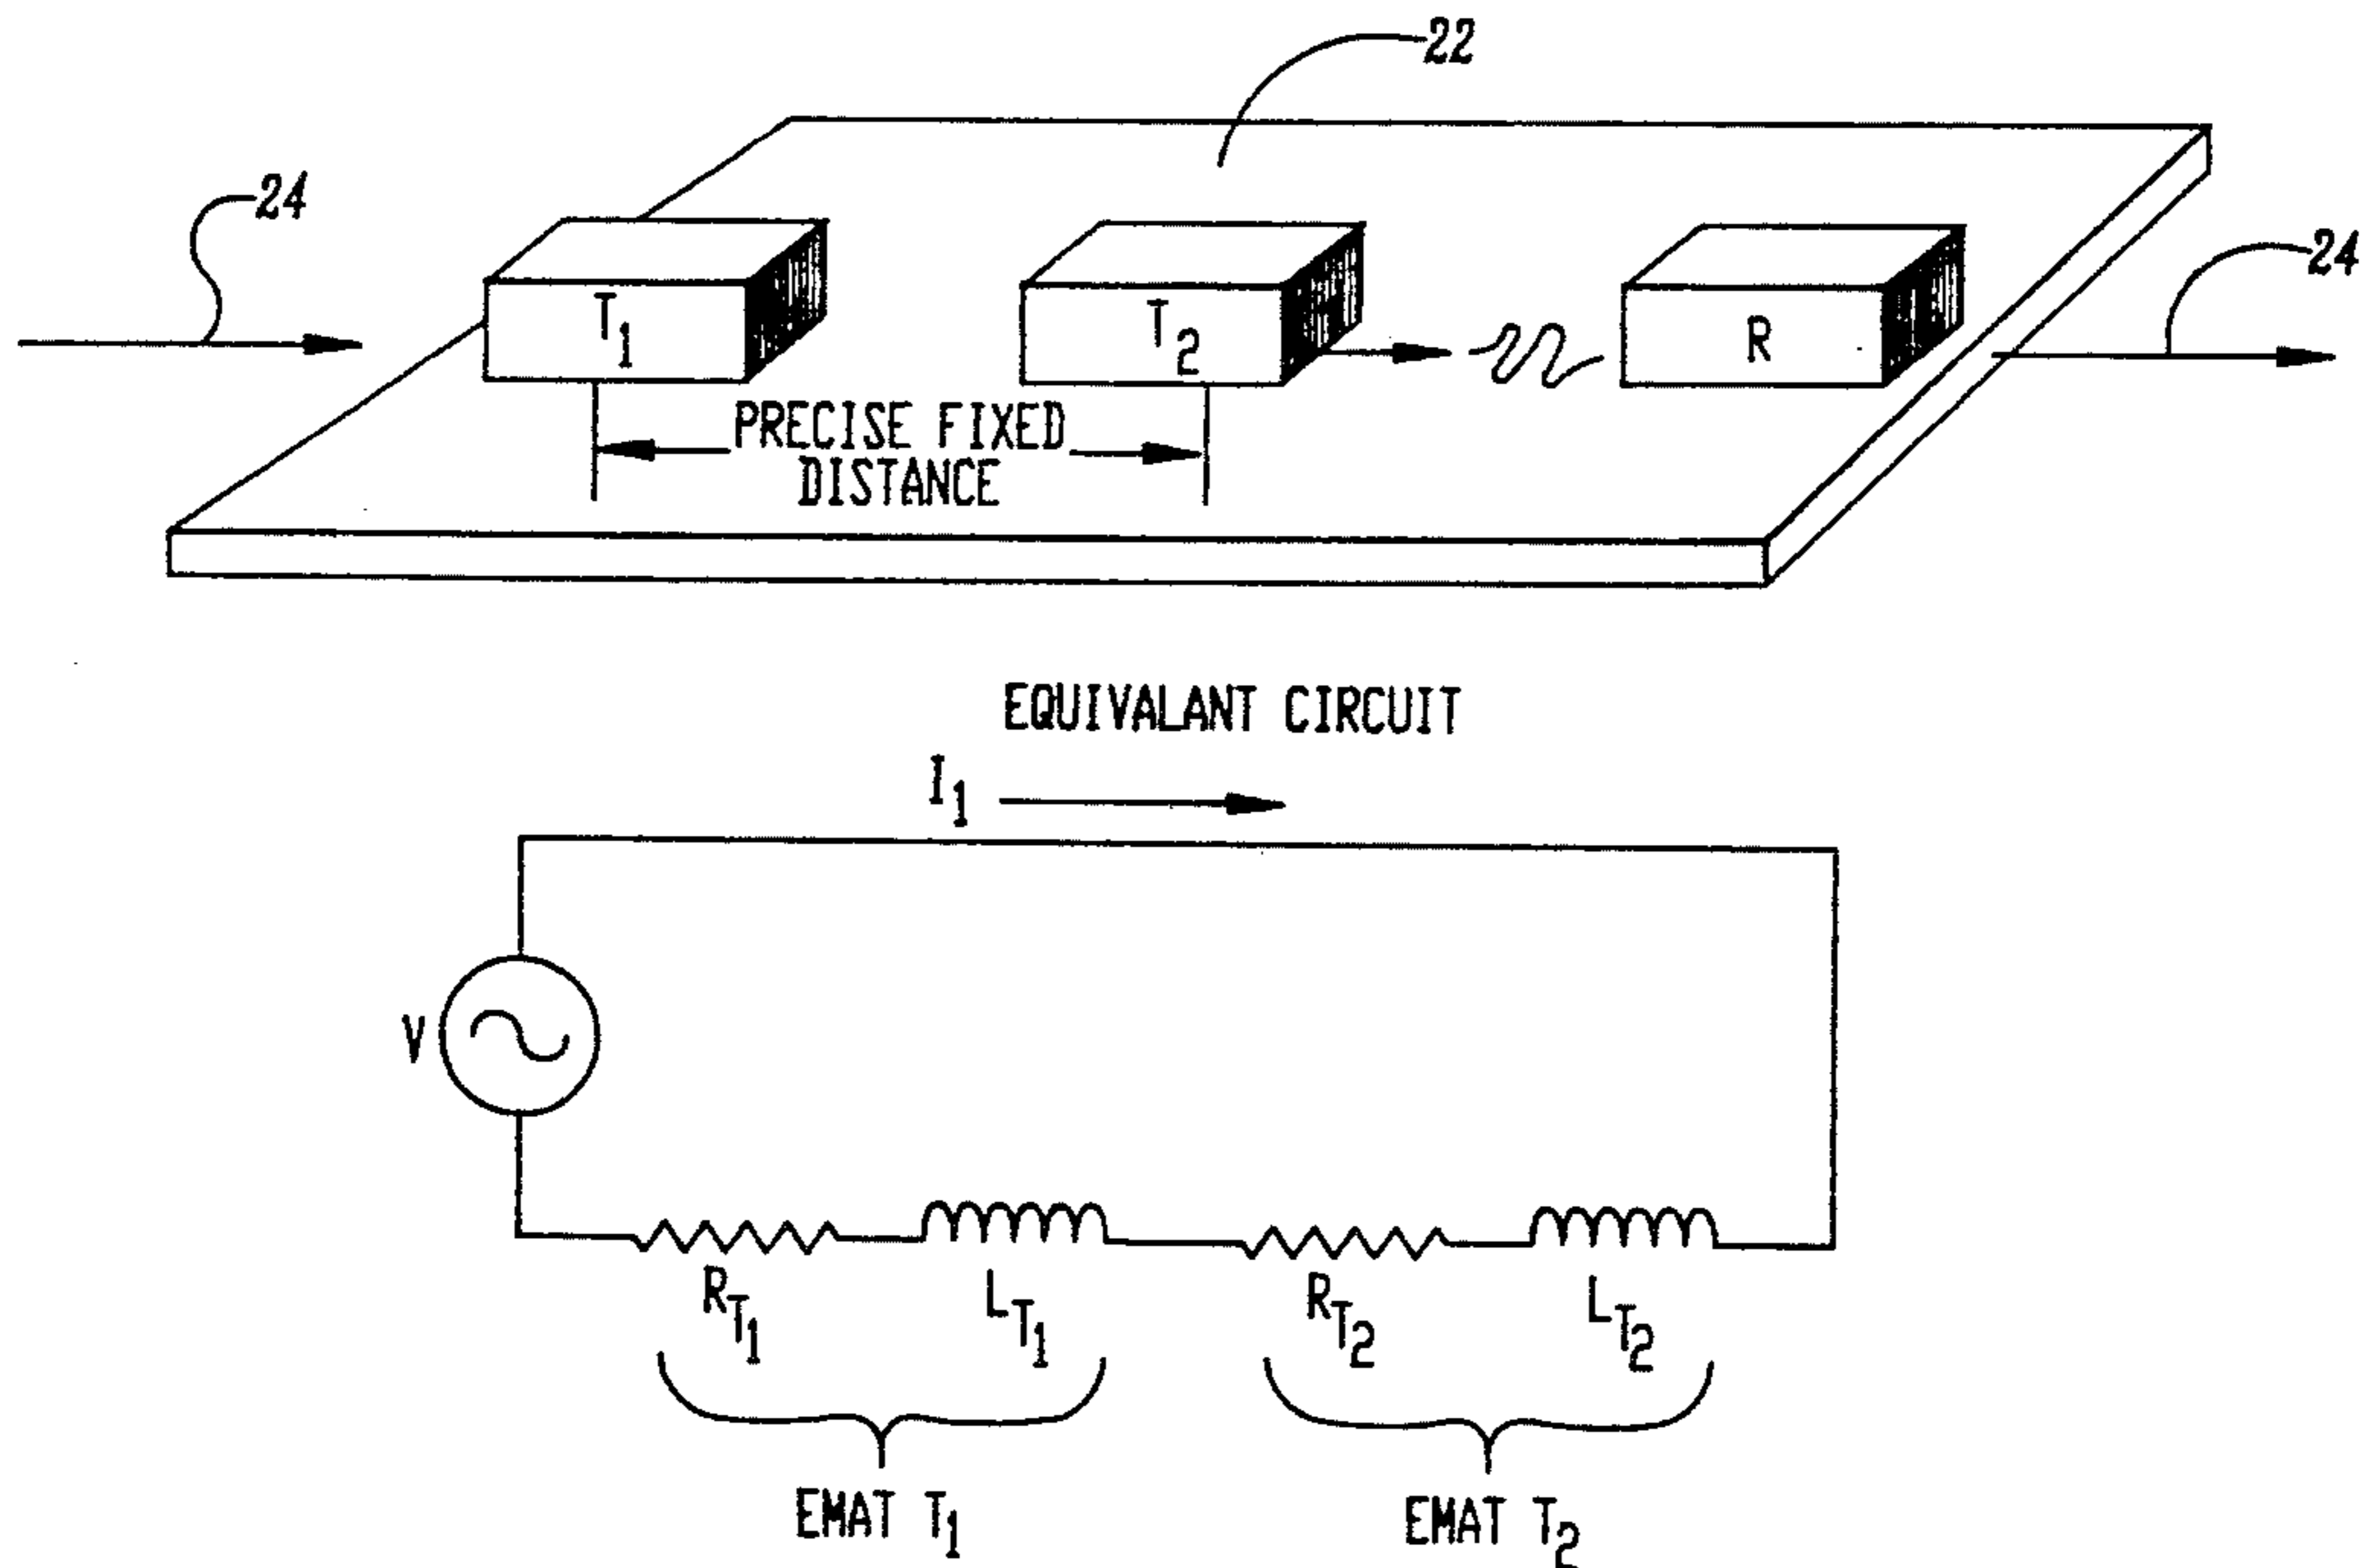 22
24
24
T1
T2
R
PRECISE FIXED
DISTANCE
EQUIVALANT CIRCUIT
I1
V
RT1
LT1
RT2
LT2
EMAT T1
EMAT T2